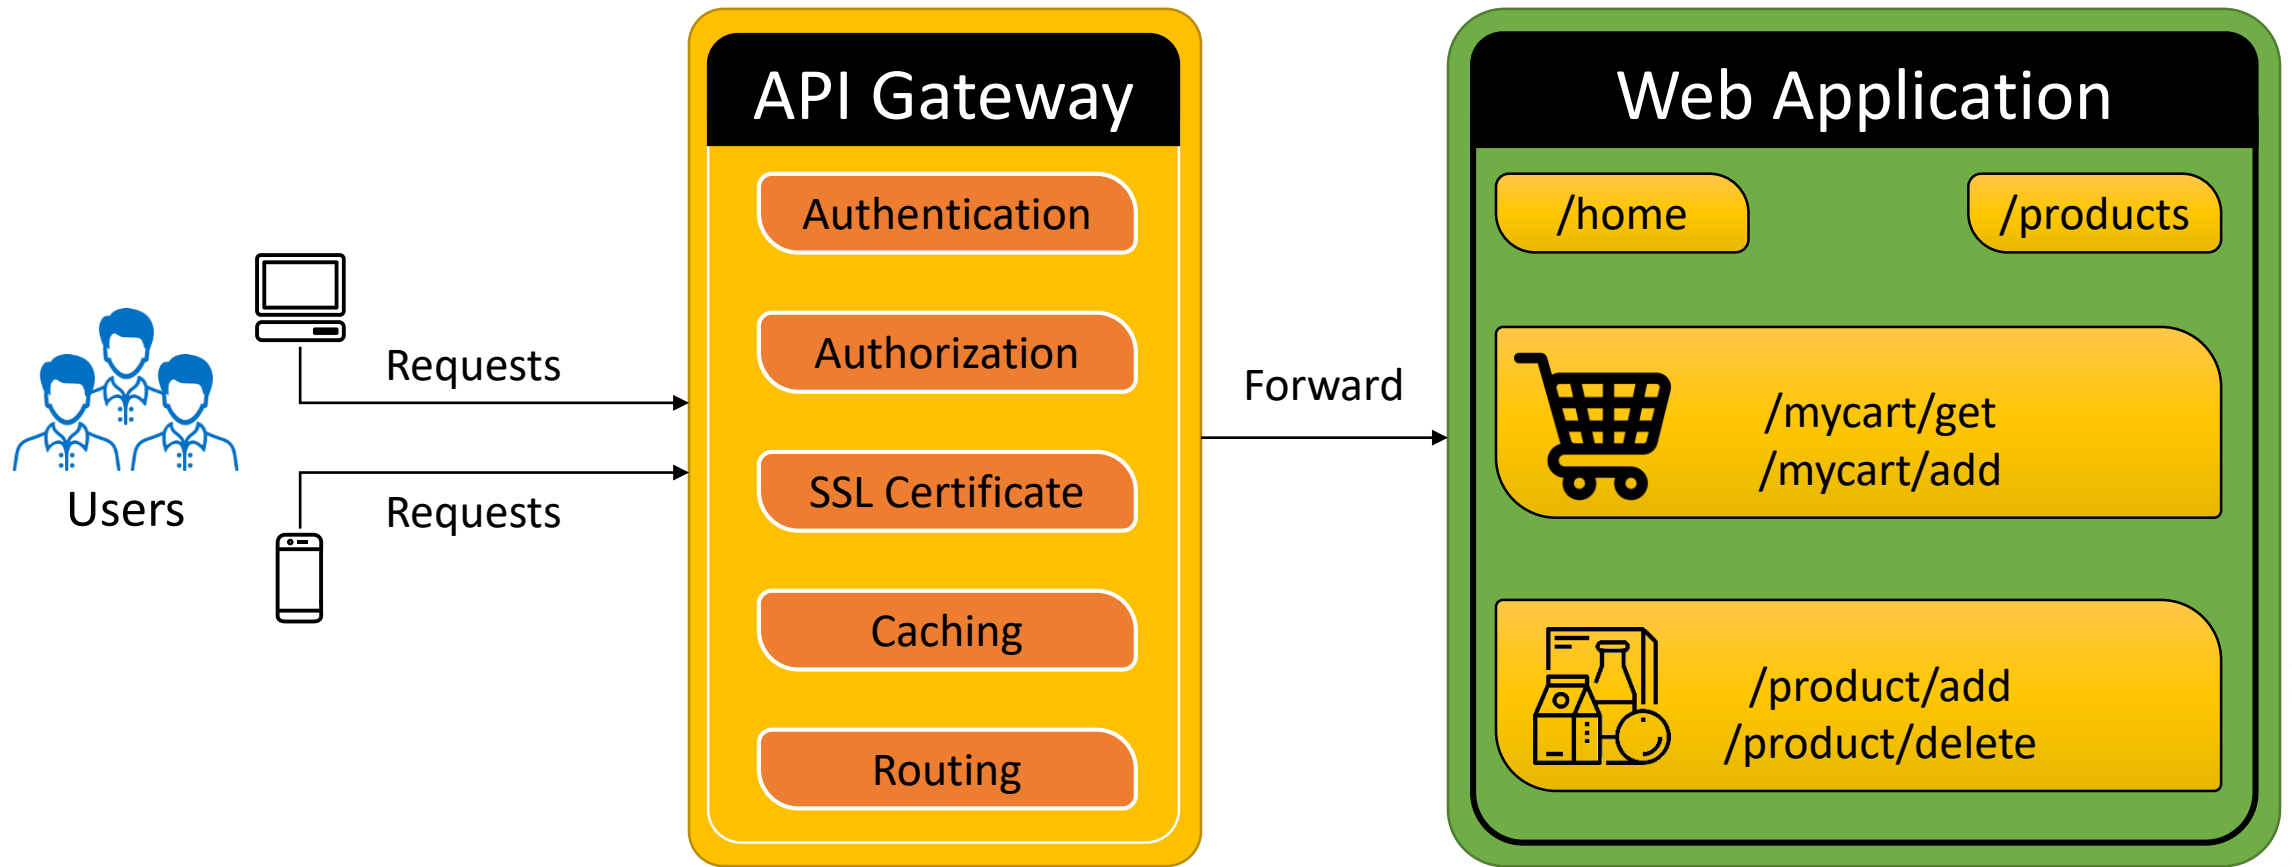 Users
Requests
Requests
API Gateway
Authentication
Authorization
SSL Certificate
Caching
Routing
Forward
Web Application
/home
/products
/mycart/get
/mycart/add
/product/add
/product/delete